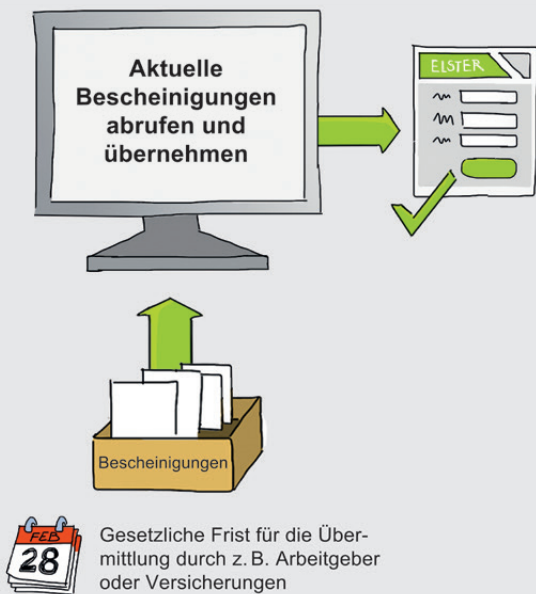 Aktuelle
Bescheinigungen
abrufen und
übernehmen
ELSTER
Bescheinigungen
FEB
28
Gesetzliche Frist für die Über-
mittlung durch z. B. Arbeitgeber
oder Versicherungen